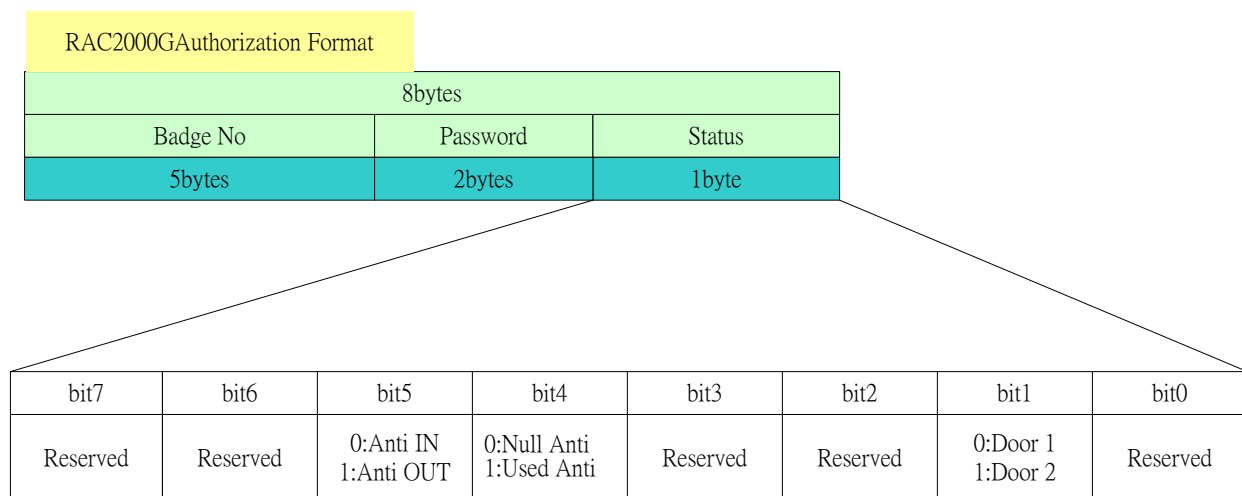 RAC2000GAuthorization Format
8bytes
Badge No Password Status
5bytes 2bytes 1byte
bit7 bit6 bit5 bit4 bit3 bit2 bit1 bit0
Reserved Reserved 0:Anti IN 0:Null Anti Reserved Reserved 0:Door 1 Reserved
1:Anti OUT 1:Used Anti 1:Door 2